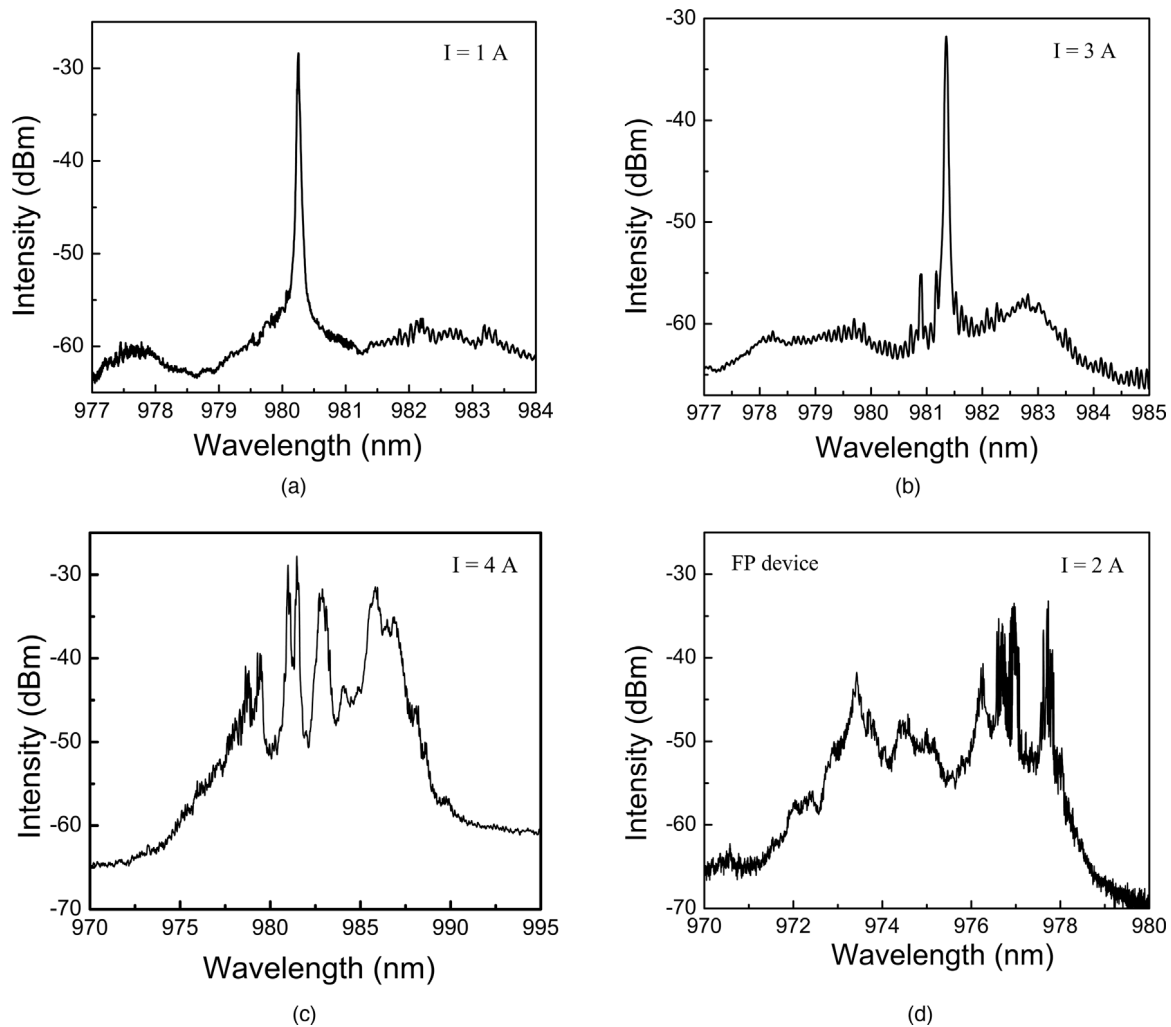 I = 1 A
-30
-40
-50
-60
Intensity (dBm)
977 978 979 980 981 982 983 984
Wavelength (nm)
(a)
I = 3 A
-30
-40
-50
-60
Intensity (dBm)
977 978 979 980 981 982 983 984 985
Wavelength (nm)
(b)
I = 4 A
-30
-40
-50
-60
-70
Intensity (dBm)
970 975 980 985 990 995
Wavelength (nm)
(c)
FP device I = 2 A
-30
-40
-50
-60
-70
Intensity (dBm)
970 972 974 976 978 980
Wavelength (nm)
(d)